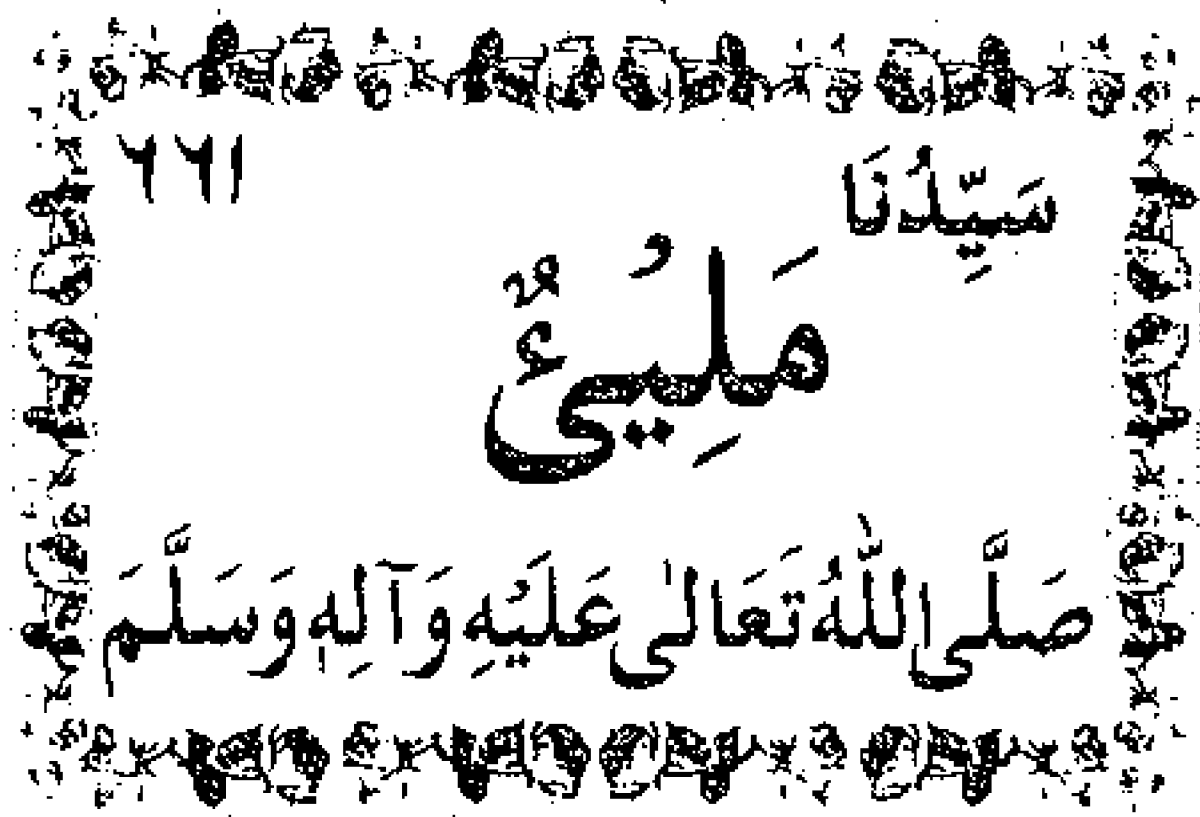 سَيِّدُنَا ٦٦١
مَلِيْئٌ
صَلَّى اللّٰهُ تَعَالٰى عَلَيْهِ وَآلِهٖ وَسَلَّمَ